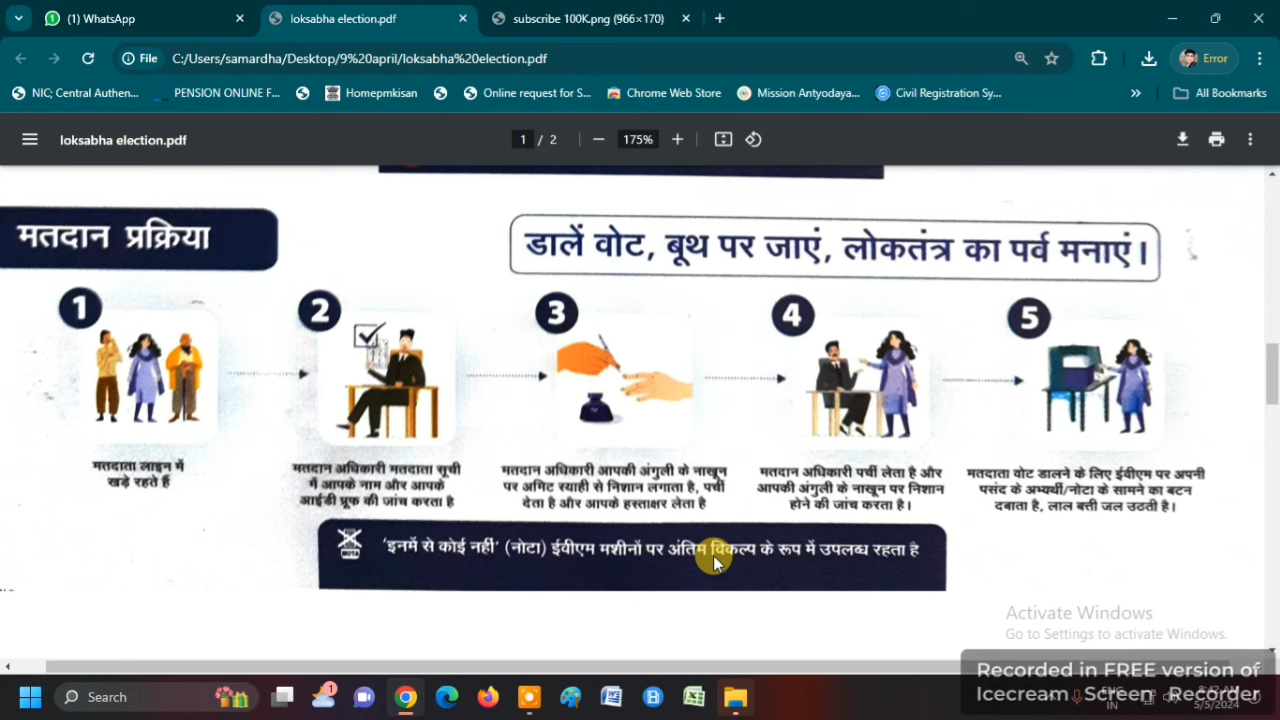 (1) WhatsApp
loksabha election.pdf
subscribe 100K.png (966×170)
File
C:/Users/samardha/Desktop/9%20april/loksabha%20election.pdf
Error
NIC; Central Authen...
PENSION ONLINE F...
Homepmkisan
Online request for S...
Chrome Web Store
Mission Antyodaya...
Civil Registration Sy...
»
All Bookmarks
loksabha election.pdf
1 / 2
175%
मतदान प्रक्रिया
डालें वोट, बूथ पर जाएं, लोकतंत्र का पर्व मनाएं।
1
2
3
4
5
मतदाता लाइन में
खड़े रहते हैं
मतदान अधिकारी मतदाता सूची
में आपके नाम और आपके
आईडी प्रूफ की जांच करता है
मतदान अधिकारी आपकी अंगुली के नाखून
पर अमिट स्याही से निशान लगाता है, पर्ची
देता है और आपके हस्ताक्षर लेता है
मतदान अधिकारी पर्ची लेता है और
आपकी अंगुली के नाखून पर निशान
होने की जांच करता है।
मतदाता वोट डालने के लिए ईवीएम पर अपनी
पसंद के अभ्यर्थी/नोटा के सामने का बटन
दबाता है, लाल बत्ती जल उठती है।
NOTA
'इनमें से कोई नहीं' (नोटा) ईवीएम मशीनों पर अंतिम विकल्प के रूप में उपलब्ध रहता है
Activate Windows
Go to Settings to activate Windows.
Recorded in FREE version of
Icecream Screen Recorder
Search
1
ENG
IN
5/5/2024